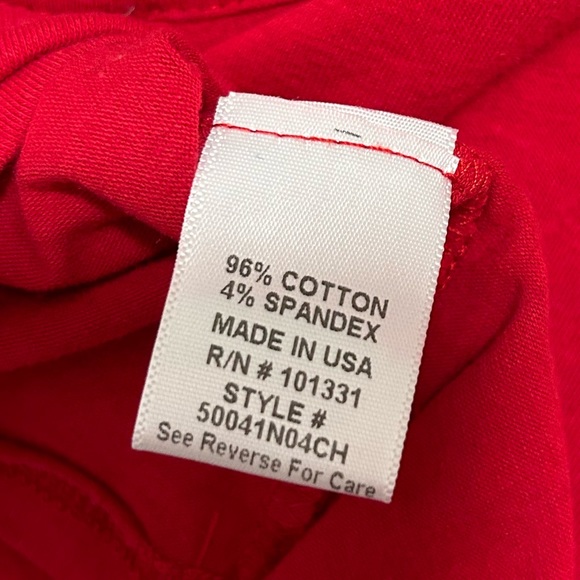 96% COTTON
4% SPANDEX
MADE IN USA
R/N # 101331
STYLE #
50041N04CH
See Reverse For Care